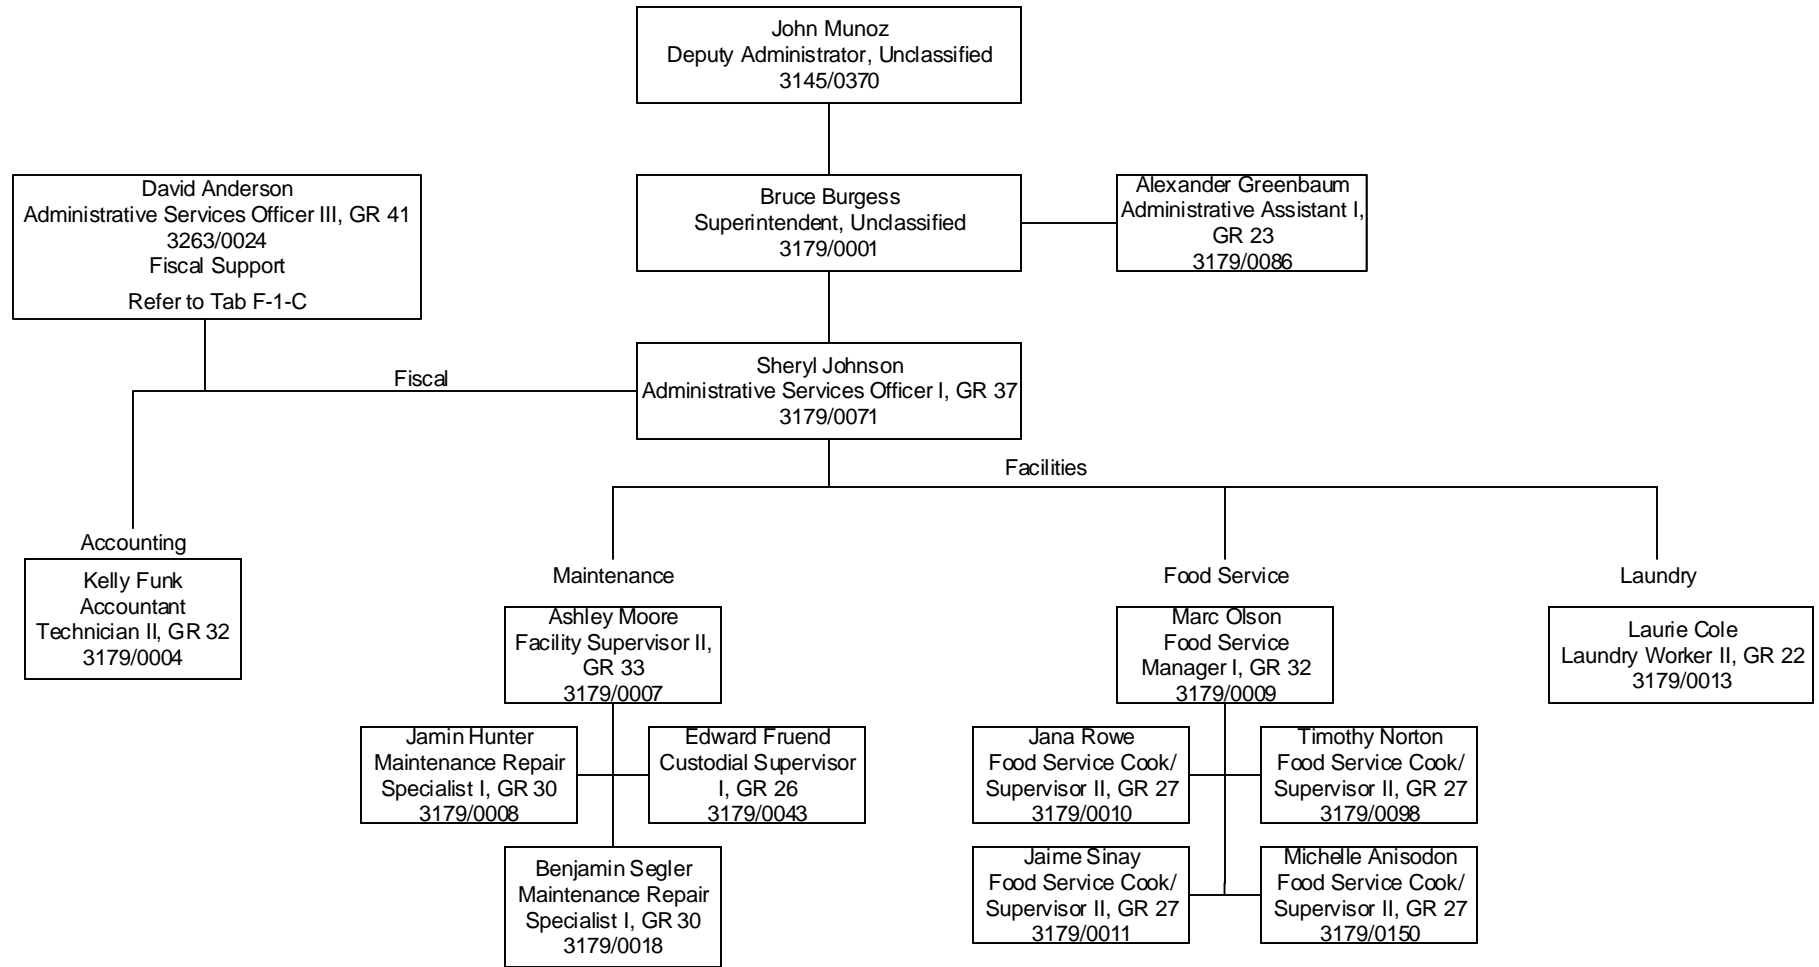 John Munoz
Deputy Administrator, Unclassified
3145/0370
David Anderson
Administrative Services Officer III, GR 41
3263/0024
Fiscal Support
Refer to Tab F-1-C
Bruce Burgess
Superintendent, Unclassified
3179/0001
Alexander Greenbaum
Administrative Assistant I,
GR 23
3179/0086
Fiscal
Sheryl Johnson
Administrative Services Officer I, GR 37
3179/0071
Facilities
Accounting
Kelly Funk
Accountant
Technician II, GR 32
3179/0004
Maintenance
Ashley Moore
Facility Supervisor II,
GR 33
3179/0007
Jamin Hunter
Maintenance Repair
Specialist I, GR 30
3179/0008
Edward Fruend
Custodial Supervisor
I, GR 26
3179/0043
Benjamin Segler
Maintenance Repair
Specialist I, GR 30
3179/0018
Food Service
Marc Olson
Food Service
Manager I, GR 32
3179/0009
Jana Rowe
Food Service Cook/
Supervisor II, GR 27
3179/0010
Timothy Norton
Food Service Cook/
Supervisor II, GR 27
3179/0098
Jaime Sinay
Food Service Cook/
Supervisor II, GR 27
3179/0011
Michelle Anisodon
Food Service Cook/
Supervisor II, GR 27
3179/0150
Laundry
Laurie Cole
Laundry Worker II, GR 22
3179/0013